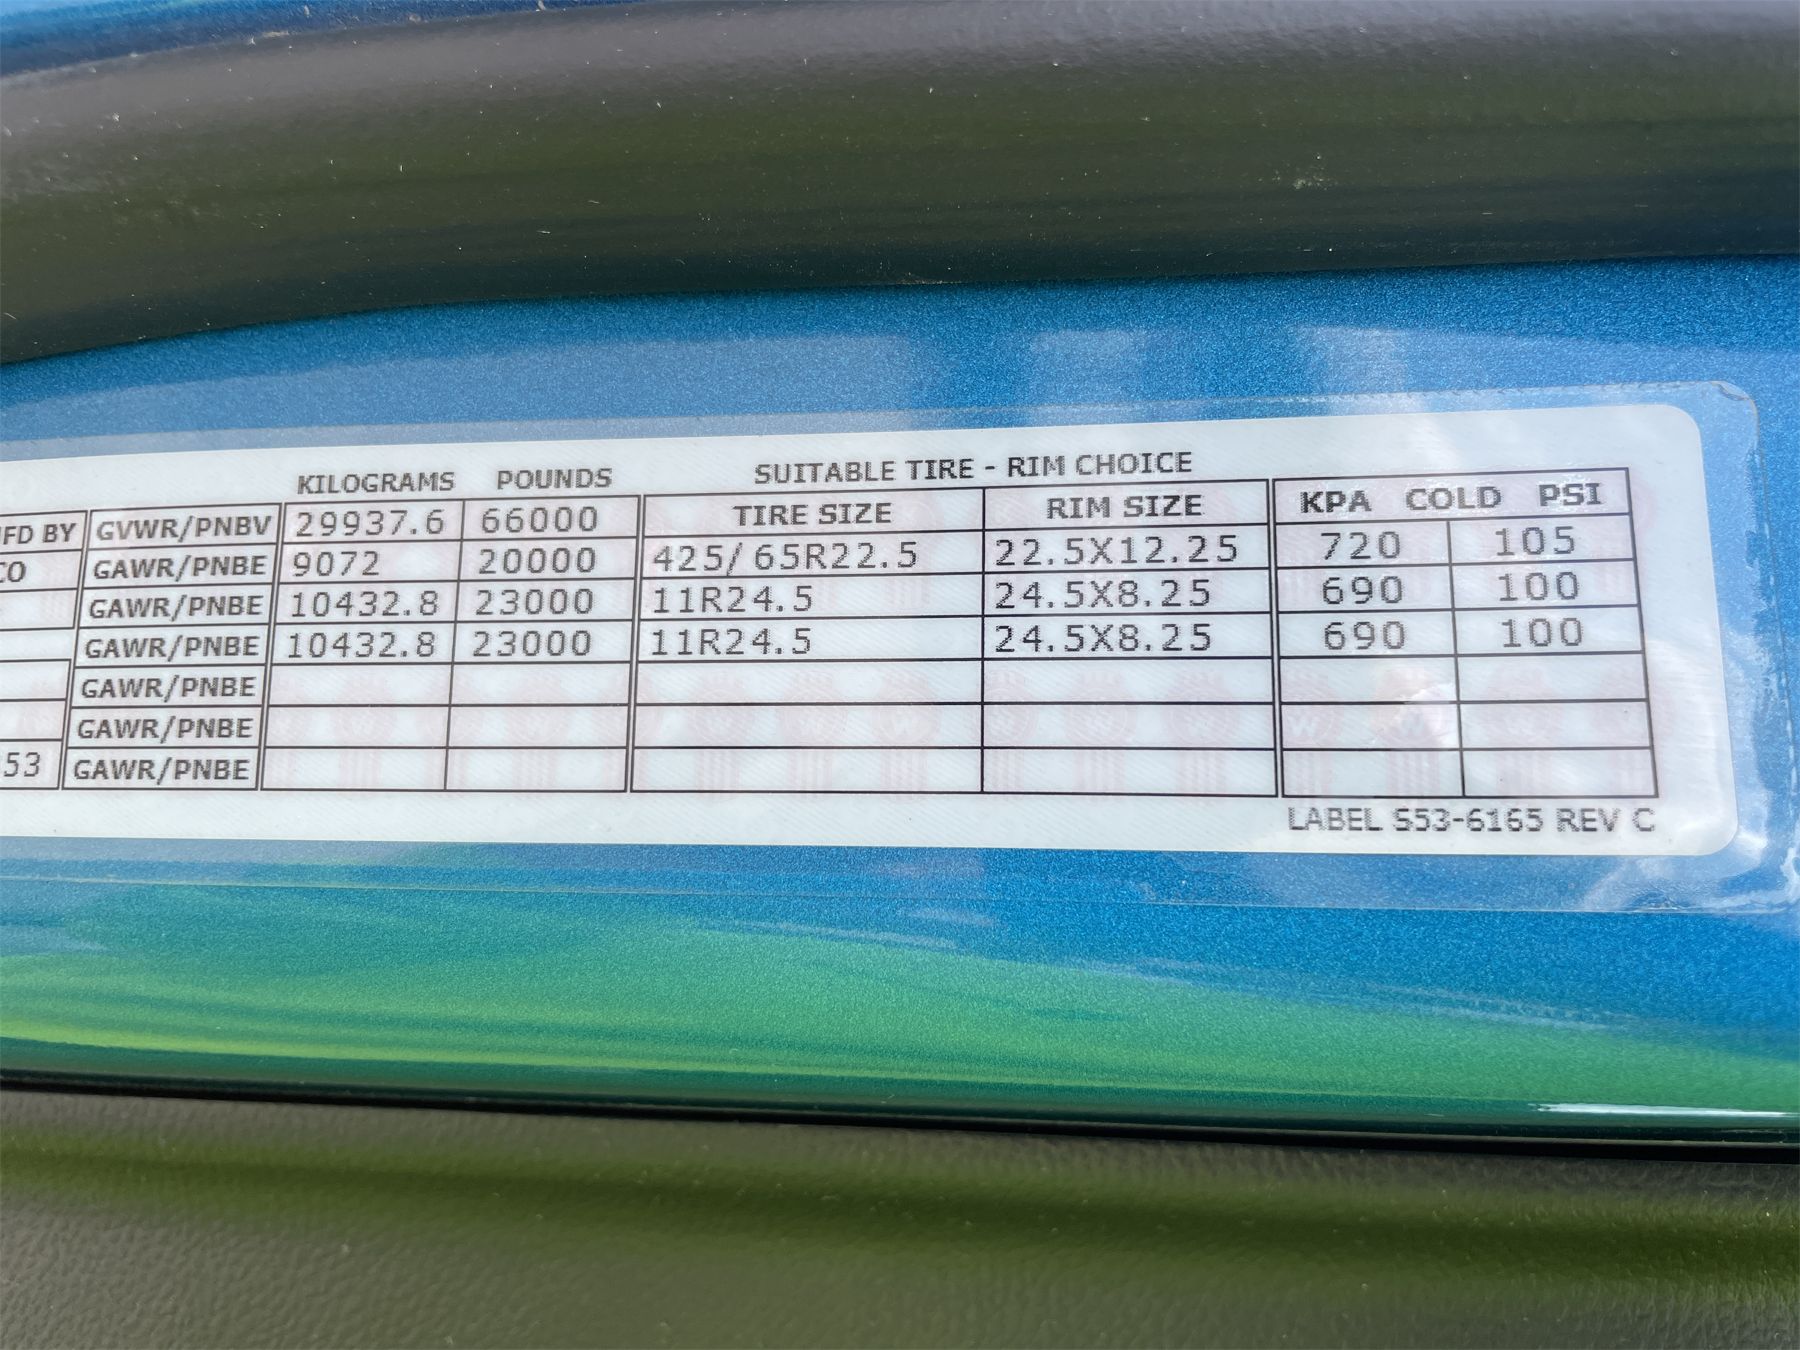 KILOGRAMS POUNDS SUITABLE TIRE - RIM CHOICE
FD BY GVWR/PNBV 29937.6 66000 TIRE SIZE RIM SIZE KPA COLD PSI
CO GAWR/PNBE 9072 20000 425/65R22.5 22.5X12.25 720 105
GAWR/PNBE 10432.8 23000 11R24.5 24.5X8.25 690 100
GAWR/PNBE 10432.8 23000 11R24.5 24.5X8.25 690 100
GAWR/PNBE
GAWR/PNBE
53 GAWR/PNBE
LABEL S53-6165 REV C